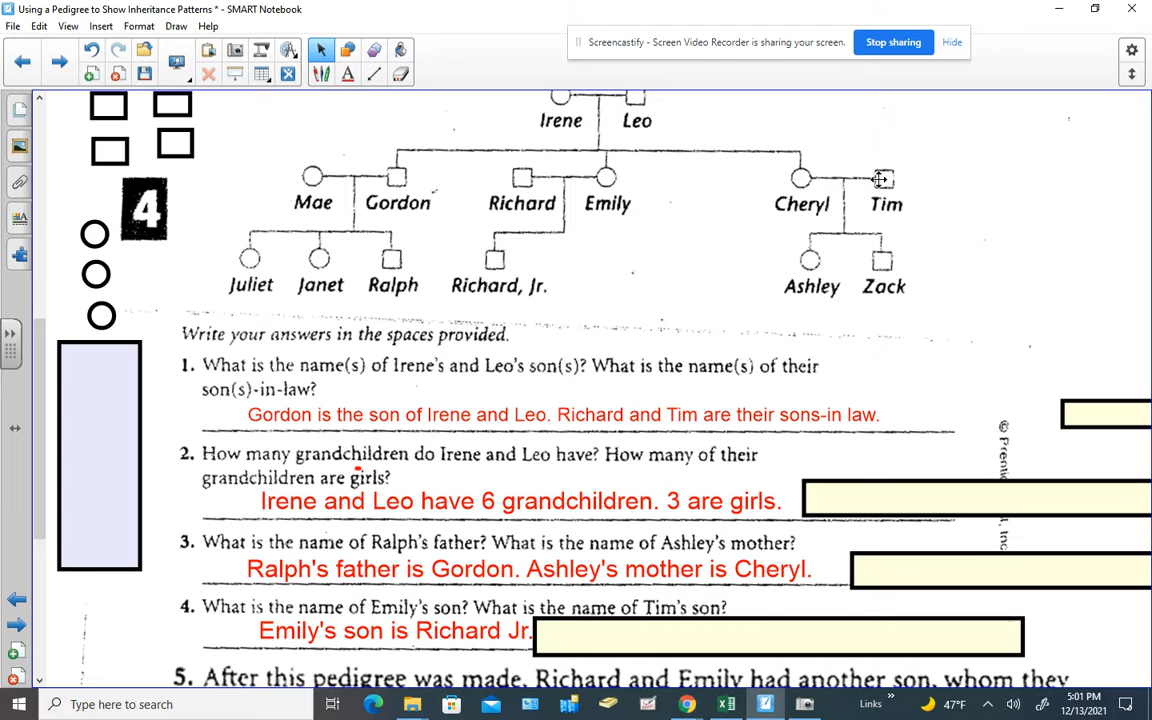 Using a Pedigree to Show Inheritance Patterns * - SMART Notebook
File Edit View Insert Format Draw Help
Screencastify - Screen Video Recorder is sharing your screen. Stop sharing Hide
Irene Leo
4
Mae Gordon Richard Emily Cheryl Tim
Juliet Janet Ralph Richard, Jr. Ashley Zack
Write your answers in the spaces provided.
1. What is the name(s) of Irene's and Leo's son(s)? What is the name(s) of their
son(s)-in-law?
Gordon is the son of Irene and Leo. Richard and Tim are their sons-in law.
2. How many grandchildren do Irene and Leo have? How many of their
grandchildren are girls?
Irene and Leo have 6 grandchildren. 3 are girls.
3. What is the name of Ralph's father? What is the name of Ashley's mother?
Ralph's father is Gordon. Ashley's mother is Cheryl.
4. What is the name of Emily's son? What is the name of Tim's son?
Emily's son is Richard Jr.
5. After this pedigree was made, Richard and Emily had another son, whom they
Type here to search
Links
47°F
5:01 PM
12/13/2021